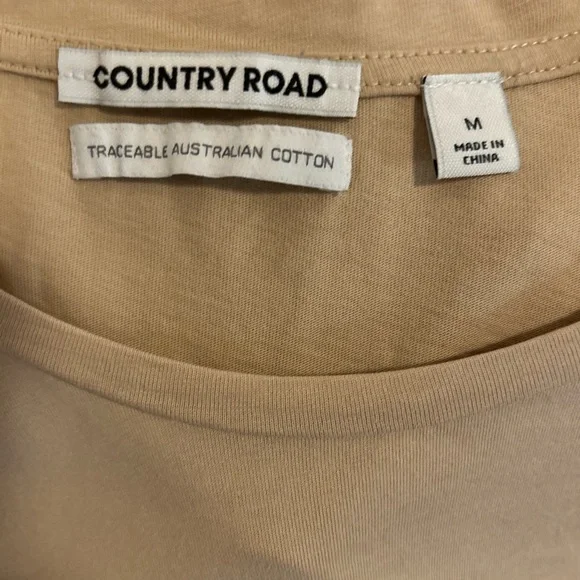 COUNTRY ROAD
TRACEABLE AUSTRALIAN COTTON
M
MADE IN
CHINA